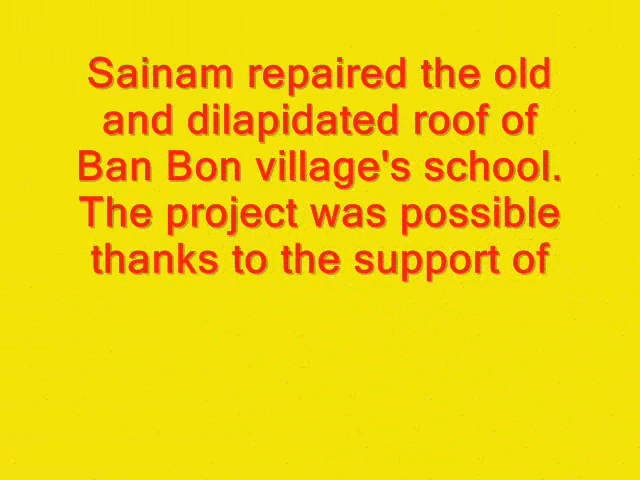 Sainam repaired the old
and dilapidated roof of
Ban Bon village's school.
The project was possible
thanks to the support of